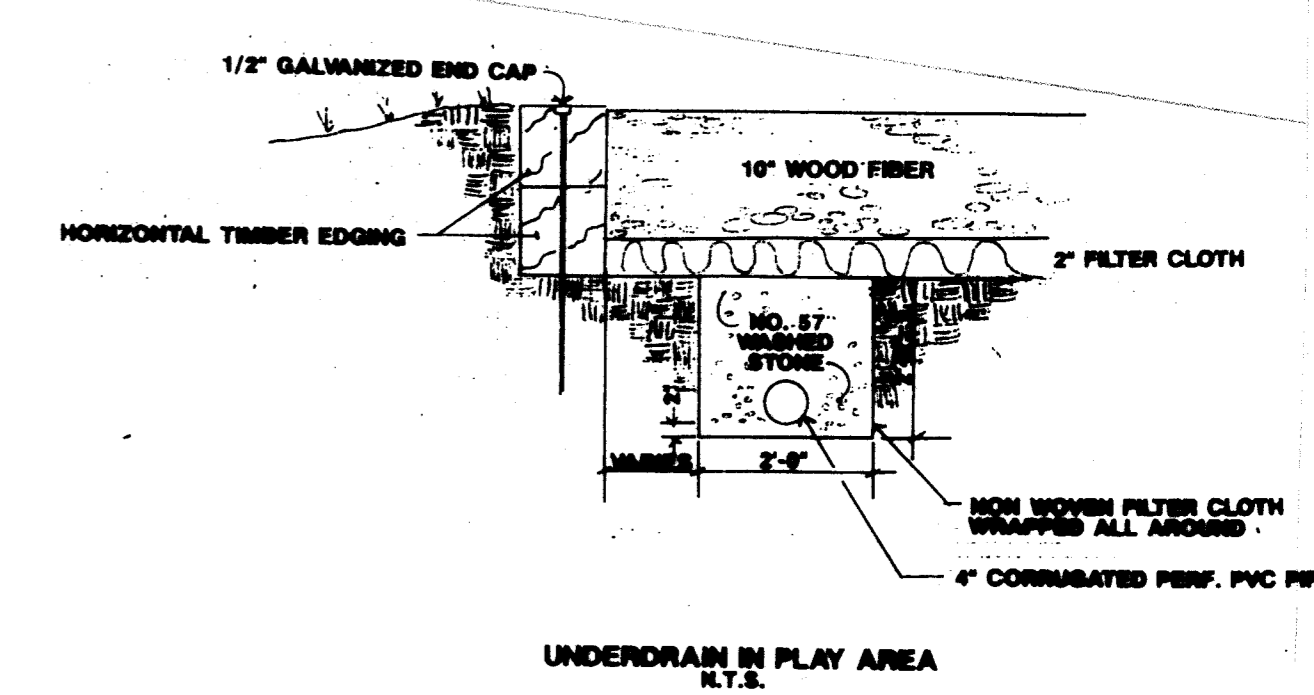 1/2" GALVANIZED END CAP
10" WOOD FIBER
HORIZONTAL TIMBER EDGING
2" FILTER CLOTH
NO. 57
WASHED
STONE
2"
VARIES
2'-0"
NON WOVEN FILTER CLOTH
WRAPPED ALL AROUND
4" CORRUGATED PERF. PVC
UNDERDRAIN IN PLAY AREA
N.T.S.